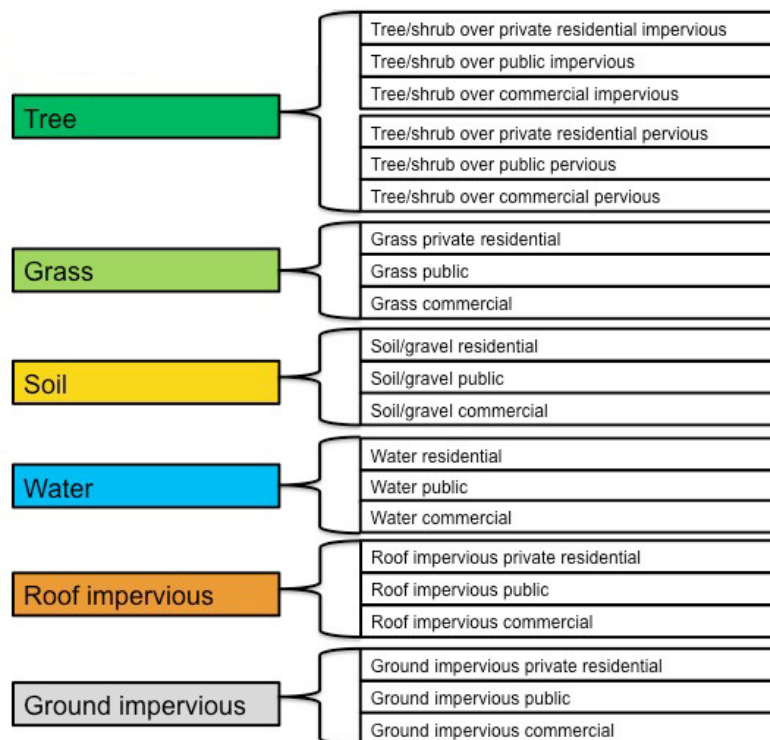 Tree
Tree/shrub over private residential impervious
Tree/shrub over public impervious
Tree/shrub over commercial impervious
Tree/shrub over private residential pervious
Tree/shrub over public pervious
Tree/shrub over commercial pervious
Grass
Grass private residential
Grass public
Grass commercial
Soil
Soil/gravel residential
Soil/gravel public
Soil/gravel commercial
Water
Water residential
Water public
Water commercial
Roof impervious
Roof impervious private residential
Roof impervious public
Roof impervious commercial
Ground impervious
Ground impervious private residential
Ground impervious public
Ground impervious commercial